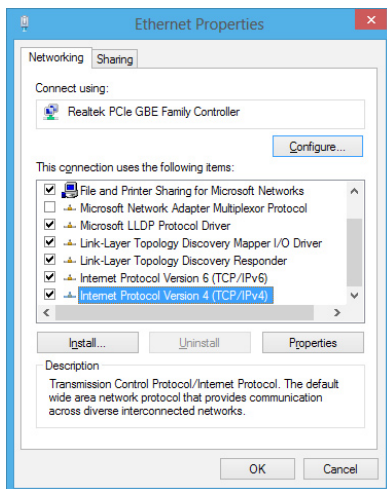 Ethernet Properties
Networking
Sharing
Connect using:
Realtek PCIe GBE Family Controller
Configure...
This connection uses the following items:
File and Printer Sharing for Microsoft Networks
Microsoft Network Adapter Multiplexor Protocol
Microsoft LLDP Protocol Driver
Link-Layer Topology Discovery Mapper I/O Driver
Link-Layer Topology Discovery Responder
Internet Protocol Version 6 (TCP/IPv6)
Internet Protocol Version 4 (TCP/IPv4)
Install...
Uninstall
Properties
Description
Transmission Control Protocol/Internet Protocol. The default
wide area network protocol that provides communication
across diverse interconnected networks.
OK
Cancel